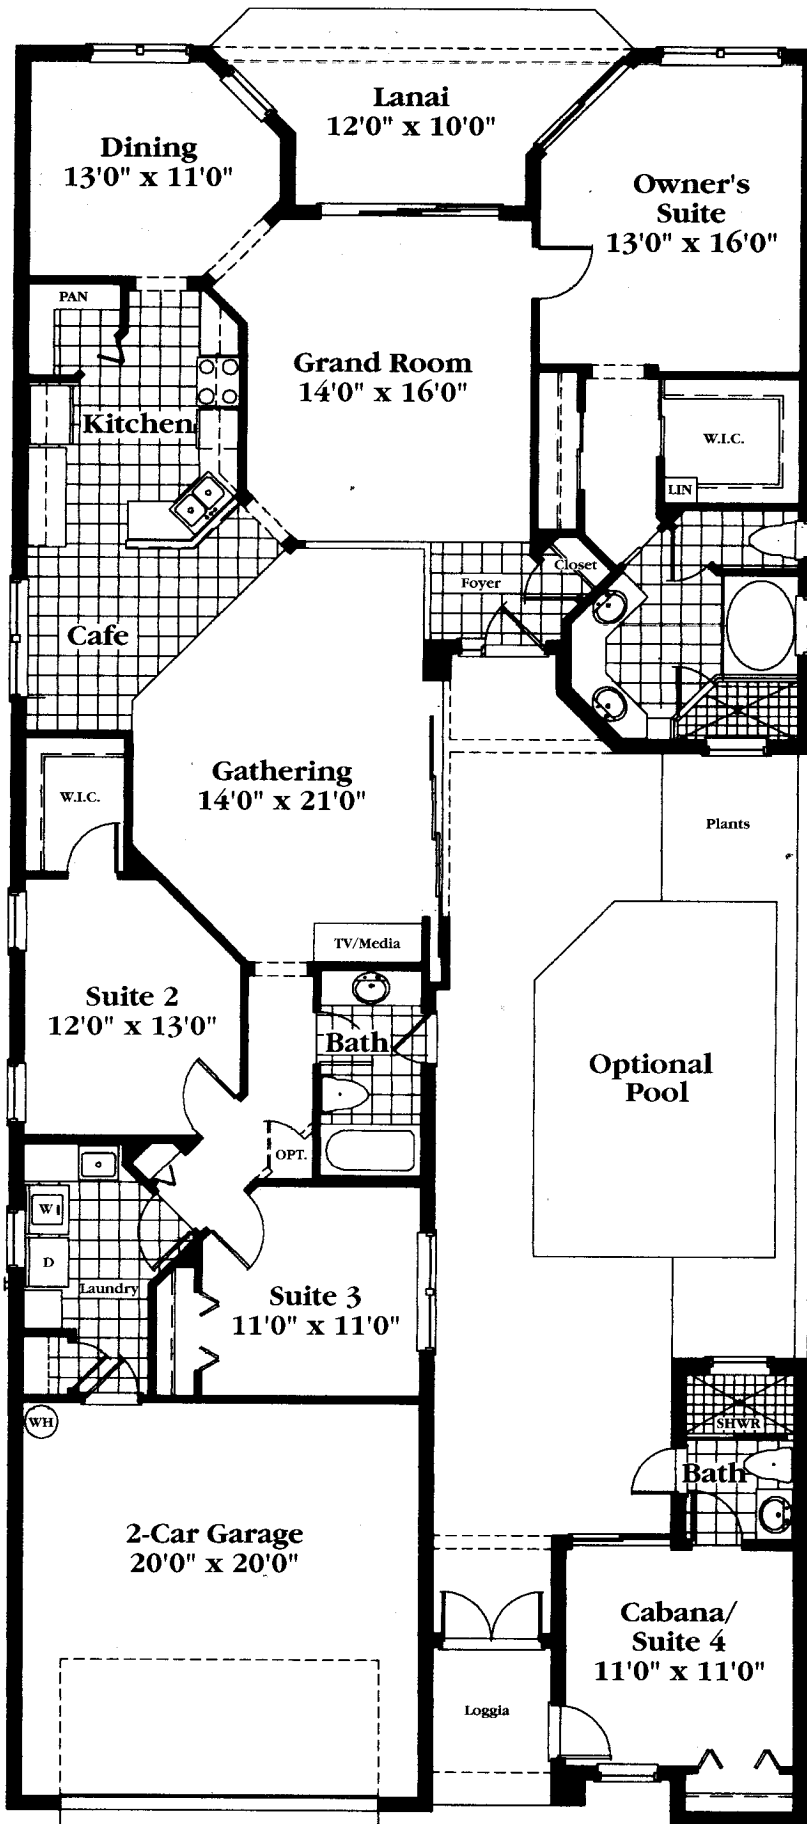 Lanai
12'0" x 10'0"
Dining
13'0" x 11'0"
Owner's
Suite
13'0" x 16'0"
PAN
Grand Room
14'0" x 16'0"
Kitchen
W.I.C.
LIN
Closet
Foyer
Cafe
Gathering
14'0" x 21'0"
W.I.C.
Plants
TV/Media
Suite 2
12'0" x 13'0"
Bath
Optional
Pool
OPT.
W
D
Laundry
Suite 3
11'0" x 11'0"
WH
SHWR
Bath
2-Car Garage
20'0" x 20'0"
Cabana/
Suite 4
11'0" x 11'0"
Loggia